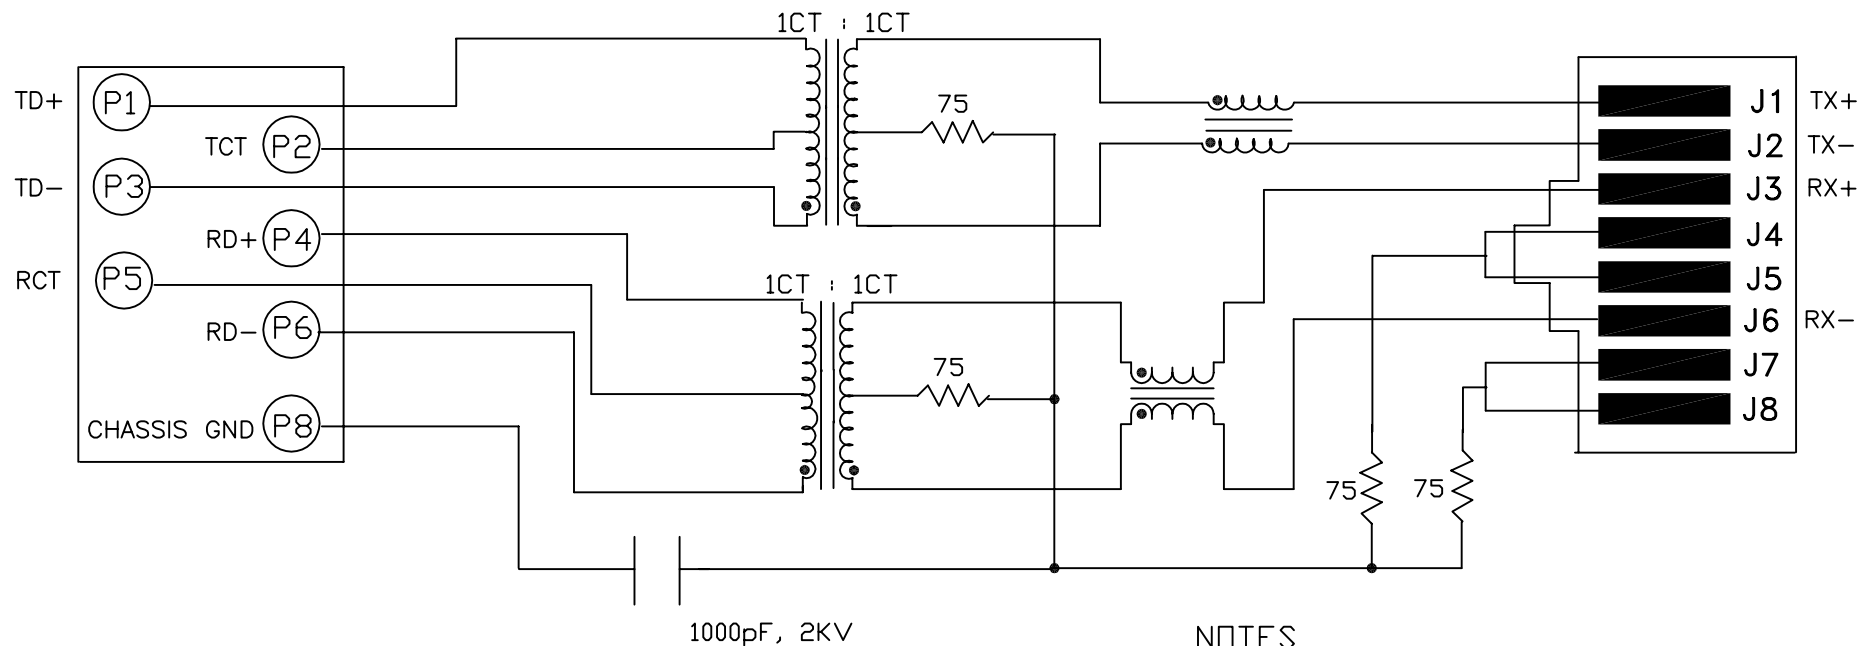 1CT : 1CT
TD+ P1
TCT P2
TD- P3
RD+ P4
RCT P5
RD- P6
CHASSIS GND P8
75
1CT : 1CT
75
J1 TX+
J2 TX-
J3 RX+
J4
J5
J6 RX-
J7
J8
75
75
1000pF, 2KV
NOTES